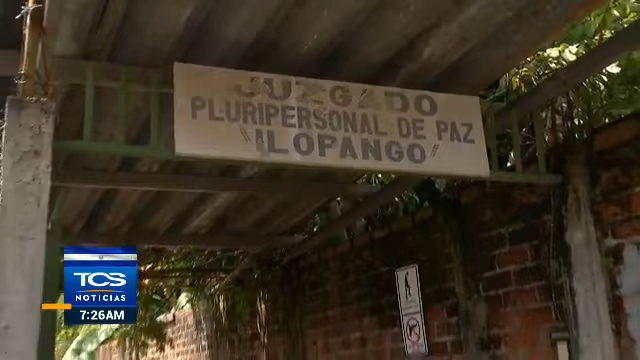 JUZGADO
PLURIPERSONAL DE PAZ
"ILOPANGO"
TCS
NOTICIAS
7:26AM